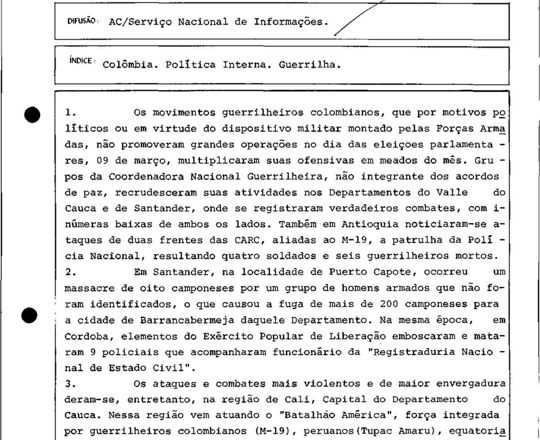 DIFUSÃO: AC/Serviço Nacional de Informações.
ÍNDICE: Colômbia. Política Interna. Guerrilha.
1. Os movimentos guerrilheiros colombianos, que por motivos po
líticos ou em virtude do dispositivo militar montado pelas Forças Arma
das, não promoveram grandes operações no dia das eleiçoes parlamenta -
res, 09 de março, multiplicaram suas ofensivas em meados do mês. Gru -
pos da Coordenadora Nacional Guerrilheira, não integrante dos acordos
de paz, recrudesceram suas atividades nos Departamentos do Valle do
Cauca e de Santander, onde se registraram verdadeiros combates, com i-
números baixas de ambos os lados. Também em Antioquia noticiaram-se a-
taques de duas frentes das CARC, aliadas ao M-19, a patrulha da Polí -
cia Nacional, resultando quatro soldados e seis guerrilheiros mortos.
2. Em Santander, na localidade de Puerto Capote, ocorreu um
massacre de oito camponeses por um grupo de homens armados que não fo-
ram identificados, o que causou a fuga de mais de 200 camponeses para
a cidade de Barrancabermeja daquele Departamento. Na mesma época, em
Cordoba, elementos do Exército Popular de Liberação emboscaram e mata-
ram 9 policiais que acompanharam funcionário da "Registraduria Nacio -
nal de Estado Civil".
3. Os ataques e combates mais violentos e de maior envergadura
deram-se, entretanto, na região de Cali, Capital do Departamento do
Cauca. Nessa região vem atuando o "Batalhão América", força integrada
por guerrilheiros colombianos (M-19), peruanos(Tupac Amaru), equatoria